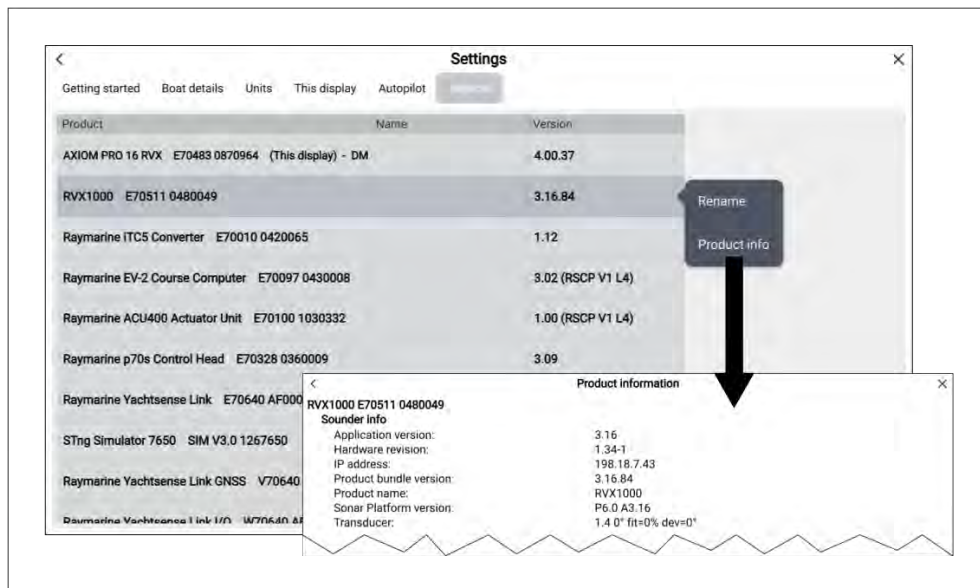 Settings
Getting started Boat details Units This display Autopilot
Product Name Version
AXIOM PRO 16 RVX E70483 0870964 (This display) - DM 4.00.37
RVX1000 E70511 0480049 3.16.84
Rename
Raymarine iTC5 Converter E70010 0420065 1.12
Product info
Raymarine EV-2 Course Computer E70097 0430008 3.02 (RSCP V1 L4)
Raymarine ACU400 Actuator Unit E70100 1030332 1.00 (RSCP V1 L4)
Raymarine p70s Control Head E70328 0360009 3.09
Raymarine Yachtsense Link E70640 AF000
STng Simulator 7650 SIM V3.0 1267650
Raymarine Yachtsense Link GNSS V70640
Raymarine Yachtsense Link I/O W70640 AF
Product information
RVX1000 E70511 0480049
Sounder info
Application version: 3.16
Hardware revision: 1.34-1
IP address: 198.18.7.43
Product bundle version: 3.16.84
Product name: RVX1000
Sonar Platform version: P6.0 A3.16
Transducer: 1.4 0° fit=0% dev=0°